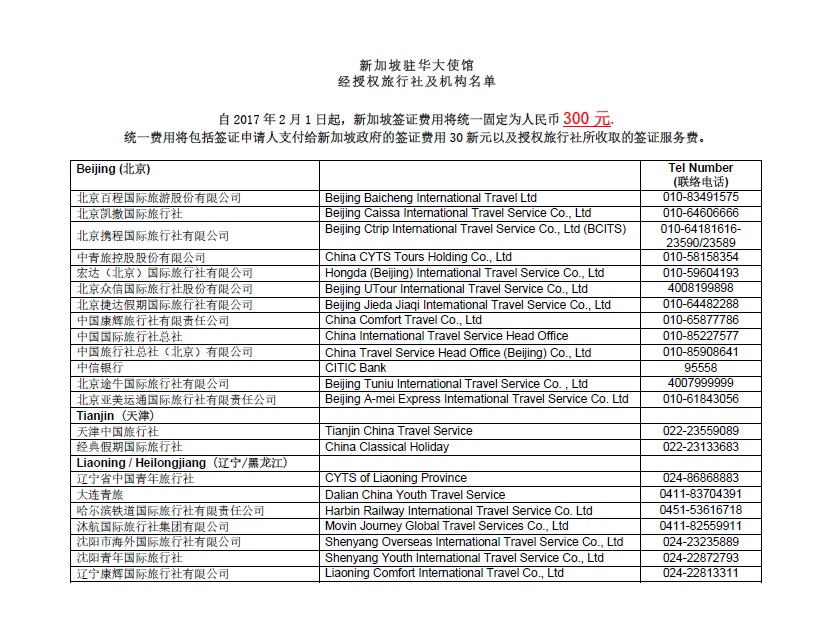 新加坡驻华大使馆
经授权旅行社及机构名单
自 2017 年 2 月 1 日起，新加坡签证费用将统一固定为人民币 300 元.
统一费用将包括签证申请人支付给新加坡政府的签证费用 30 新元以及授权旅行社所收取的签证服务费。
Beijing (北京) Tel Number
(联络电话)
北京百程国际旅游股份有限公司 Beijing Baicheng International Travel Ltd 010-83491575
北京凯撒国际旅行社 Beijing Caissa International Travel Service Co., Ltd 010-64606666
北京携程国际旅行社有限公司 Beijing Ctrip International Travel Service Co., Ltd (BCITS) 010-64181616-
23590/23589
中青旅控股股份有限公司 China CYTS Tours Holding Co., Ltd 010-58158354
宏达（北京）国际旅行社有限公司 Hongda (Beijing) International Travel Service Co., Ltd 010-59604193
北京众信国际旅行社股份有限公司 Beijing UTour International Travel Service Co., Ltd 4008199898
北京捷达假期国际旅行社有限公司 Beijing Jieda Jiaqi International Travel Service Co., Ltd 010-64482288
中国康辉旅行社有限责任公司 China Comfort Travel Co., Ltd 010-65877786
中国国际旅行社总社 China International Travel Service Head Office 010-85227577
中国旅行社总社（北京）有限公司 China Travel Service Head Office (Beijing) Co., Ltd 010-85908641
中信银行 CITIC Bank 95558
北京途牛国际旅行社有限公司 Beijing Tuniu International Travel Service Co. , Ltd 4007999999
北京亚美运通国际旅行社有限责任公司 Beijing A-mei Express International Travel Service Co. Ltd 010-61843056
Tianjin (天津)
天津中国旅行社 Tianjin China Travel Service 022-23559089
经典假期国际旅行社 China Classical Holiday 022-23133683
Liaoning / Heilongjiang (辽宁/黑龙江)
辽宁省中国青年旅行社 CYTS of Liaoning Province 024-86868883
大连青旅 Dalian China Youth Travel Service 0411-83704391
哈尔滨铁道国际旅行社有限责任公司 Harbin Railway International Travel Service Co. Ltd 0451-53616718
沐航国际旅行社集团有限公司 Movin Journey Global Travel Services Co., Ltd 0411-82559911
沈阳市海外国际旅行社有限公司 Shenyang Overseas International Travel Service Co., Ltd 024-23235889
沈阳青年国际旅行社 Shenyang Youth International Travel Service Co., Ltd 024-22872793
辽宁康辉国际旅行社有限公司 Liaoning Comfort International Travel Co., Ltd 024-22813311